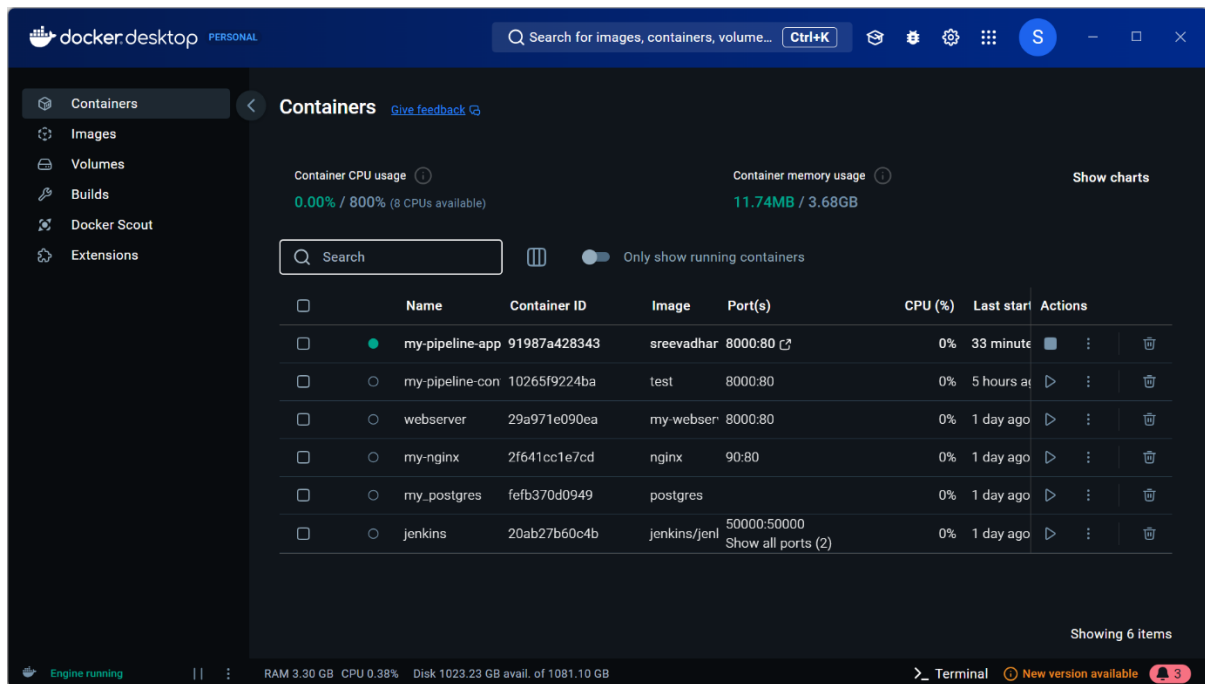 docker.desktop PERSONAL Search for images, containers, volume... Ctrl+K S
Containers
Images
Volumes
Builds
Docker Scout
Extensions
Containers Give feedback
Container CPU usage Container memory usage Show charts
0.00% / 800% (8 CPUs available) 11.74MB / 3.68GB
Search Only show running containers
Name Container ID Image Port(s) CPU (%) Last start Actions
my-pipeline-app 91987a428343 sreevadhar 8000:80 0% 33 minute
my-pipeline-con 10265f9224ba test 8000:80 0% 5 hours ag
webserver 29a971e090ea my-webser 8000:80 0% 1 day ago
my-nginx 2f641cc1e7cd nginx 90:80 0% 1 day ago
my_postgres fefb370d0949 postgres 0% 1 day ago
jenkins 20ab27b60c4b jenkins/jenl 50000:50000 0% 1 day ago
Show all ports (2)
Showing 6 items
Engine running RAM 3.30 GB CPU 0.38% Disk 1023.23 GB avail. of 1081.10 GB Terminal New version available 3